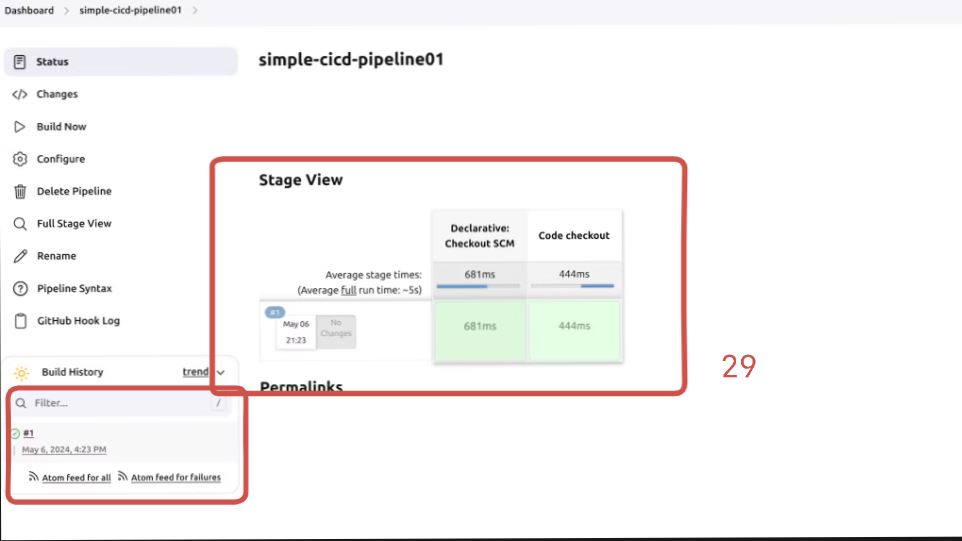 Dashboard > simple-cicd-pipeline01 >
Status
Changes
Build Now
Configure
Delete Pipeline
Full Stage View
Rename
Pipeline Syntax
GitHub Hook Log
Build History trend
Filter...
/
#1
May 6, 2024, 4:23 PM
Atom feed for all Atom feed for failures
simple-cicd-pipeline01
Stage View
Declarative:
Checkout SCM
Code checkout
Average stage times:
(Average full run time: ~5s)
681ms 444ms
#1
May 06
21:23
No
Changes
681ms 444ms
Permalinks
29